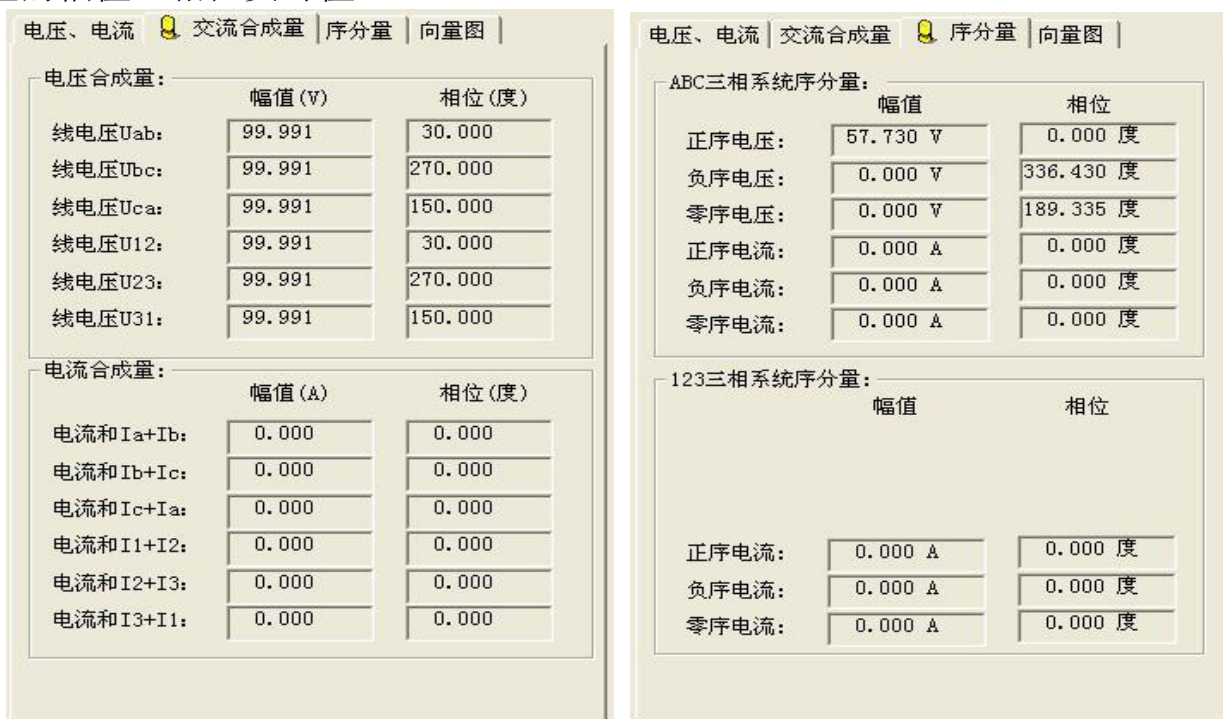 电压、电流 交流合成量 序分量 向量图
电压合成量:
幅值(V) 相位(度)
线电压Uab: 99.991 30.000
线电压Ubc: 99.991 270.000
线电压Uca: 99.991 150.000
线电压U12: 99.991 30.000
线电压U23: 99.991 270.000
线电压U31: 99.991 150.000
电流合成量:
幅值(A) 相位(度)
电流和Ia+Ib: 0.000 0.000
电流和Ib+Ic: 0.000 0.000
电流和Ic+Ia: 0.000 0.000
电流和I1+I2: 0.000 0.000
电流和I2+I3: 0.000 0.000
电流和I3+I1: 0.000 0.000
电压、电流 交流合成量 序分量 向量图
ABC三相系统序分量:
幅值 相位
正序电压: 57.730 V 0.000 度
负序电压: 0.000 V 336.430 度
零序电压: 0.000 V 189.335 度
正序电流: 0.000 A 0.000 度
负序电流: 0.000 A 0.000 度
零序电流: 0.000 A 0.000 度
123三相系统序分量:
幅值 相位
正序电流: 0.000 A 0.000 度
负序电流: 0.000 A 0.000 度
零序电流: 0.000 A 0.000 度